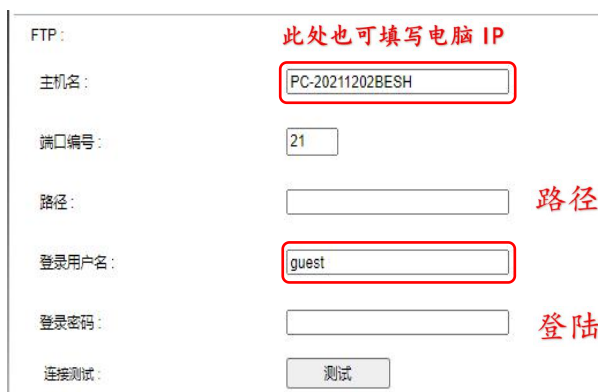 FTP:
此处也可填写电脑 IP
主机名:
PC-20211202BESH
端口编号:
21
路径:
路径
登录用户名:
guest
登录密码:
登陆
连接测试:
测试